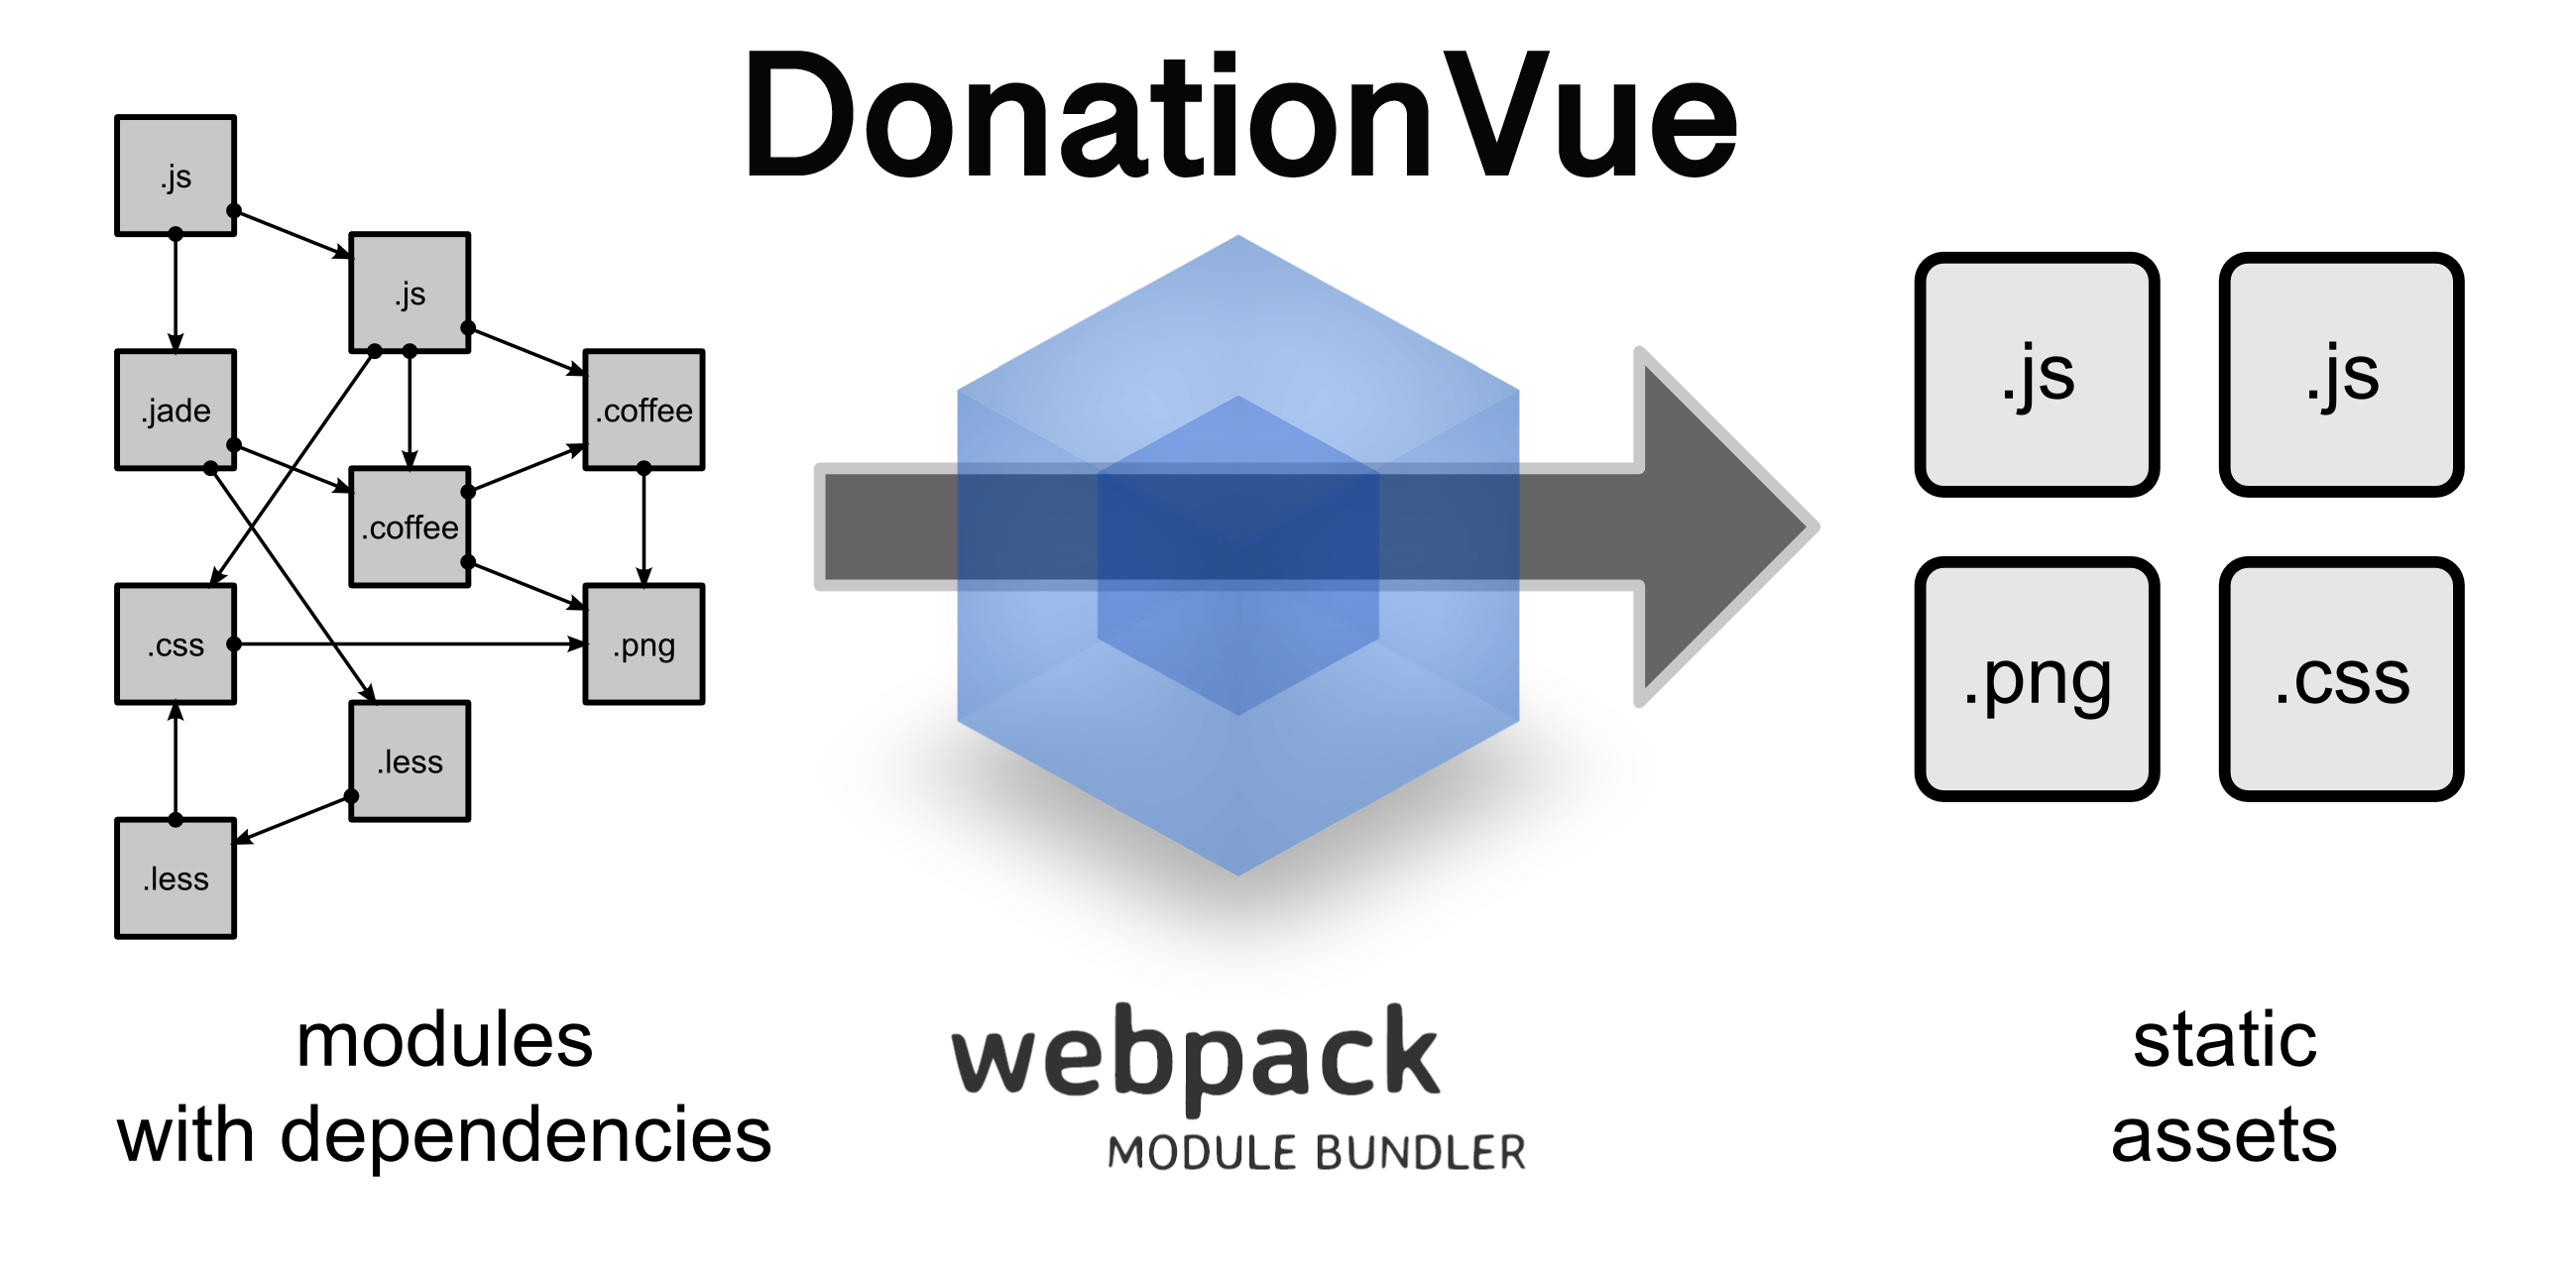 DonationVue
.js
.js
.jade
.coffee
.coffee
.css
.png
.less
.less
.js
.js
.png
.css
modules
with dependencies
webpack
MODULE BUNDLER
static
assets